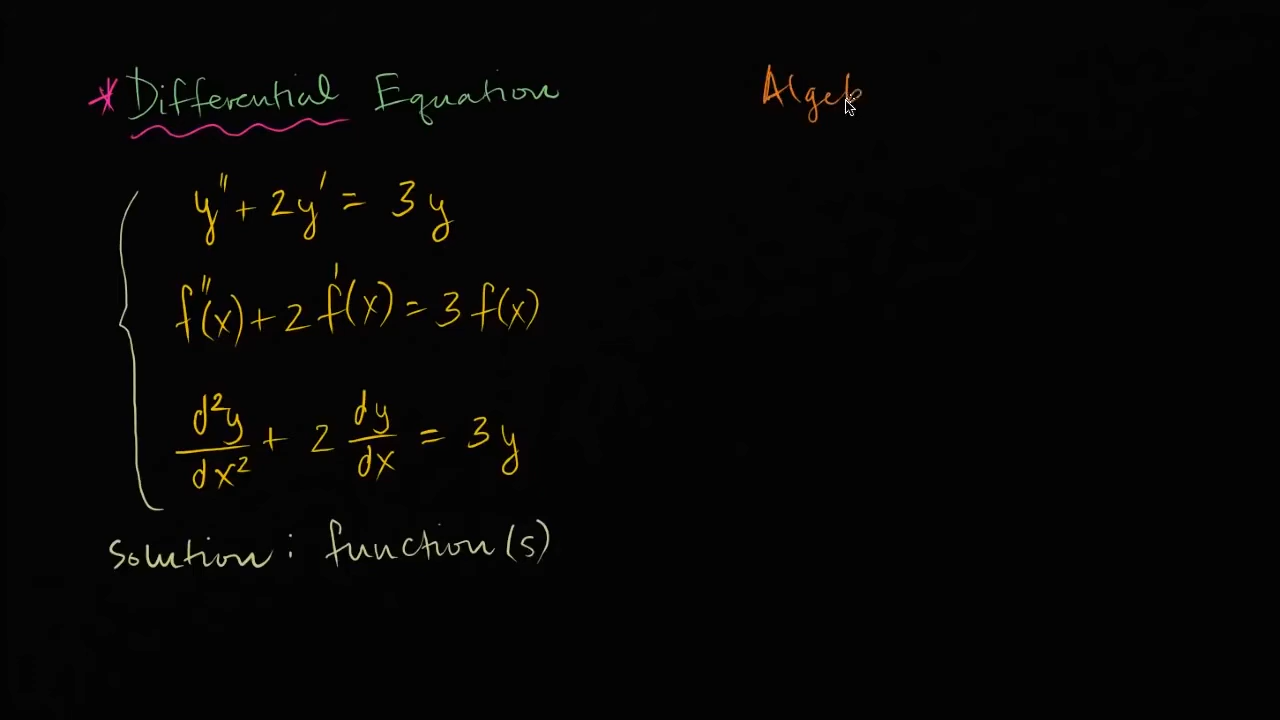 * Differential Equation
Algeb
y'' + 2y' = 3y
f''(x) + 2f'(x) = 3f(x)
d²y/dx² + 2 dy/dx = 3y
Solution: function(s)